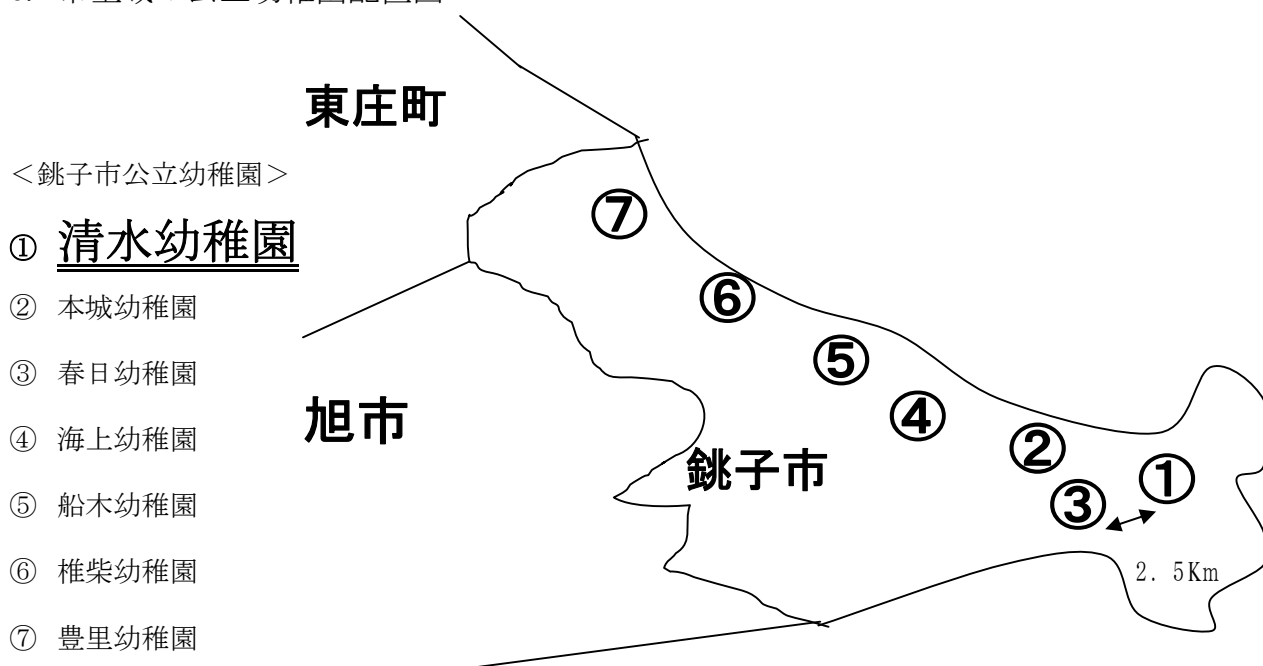 東庄町
＜銚子市公立幼稚園＞
① 清水幼稚園
② 本城幼稚園
③ 春日幼稚園
④ 海上幼稚園
⑤ 船木幼稚園
⑥ 椎柴幼稚園
⑦ 豊里幼稚園
旭市
銚子市
⑦
⑥
⑤
④
②
①
③
2. 5Km